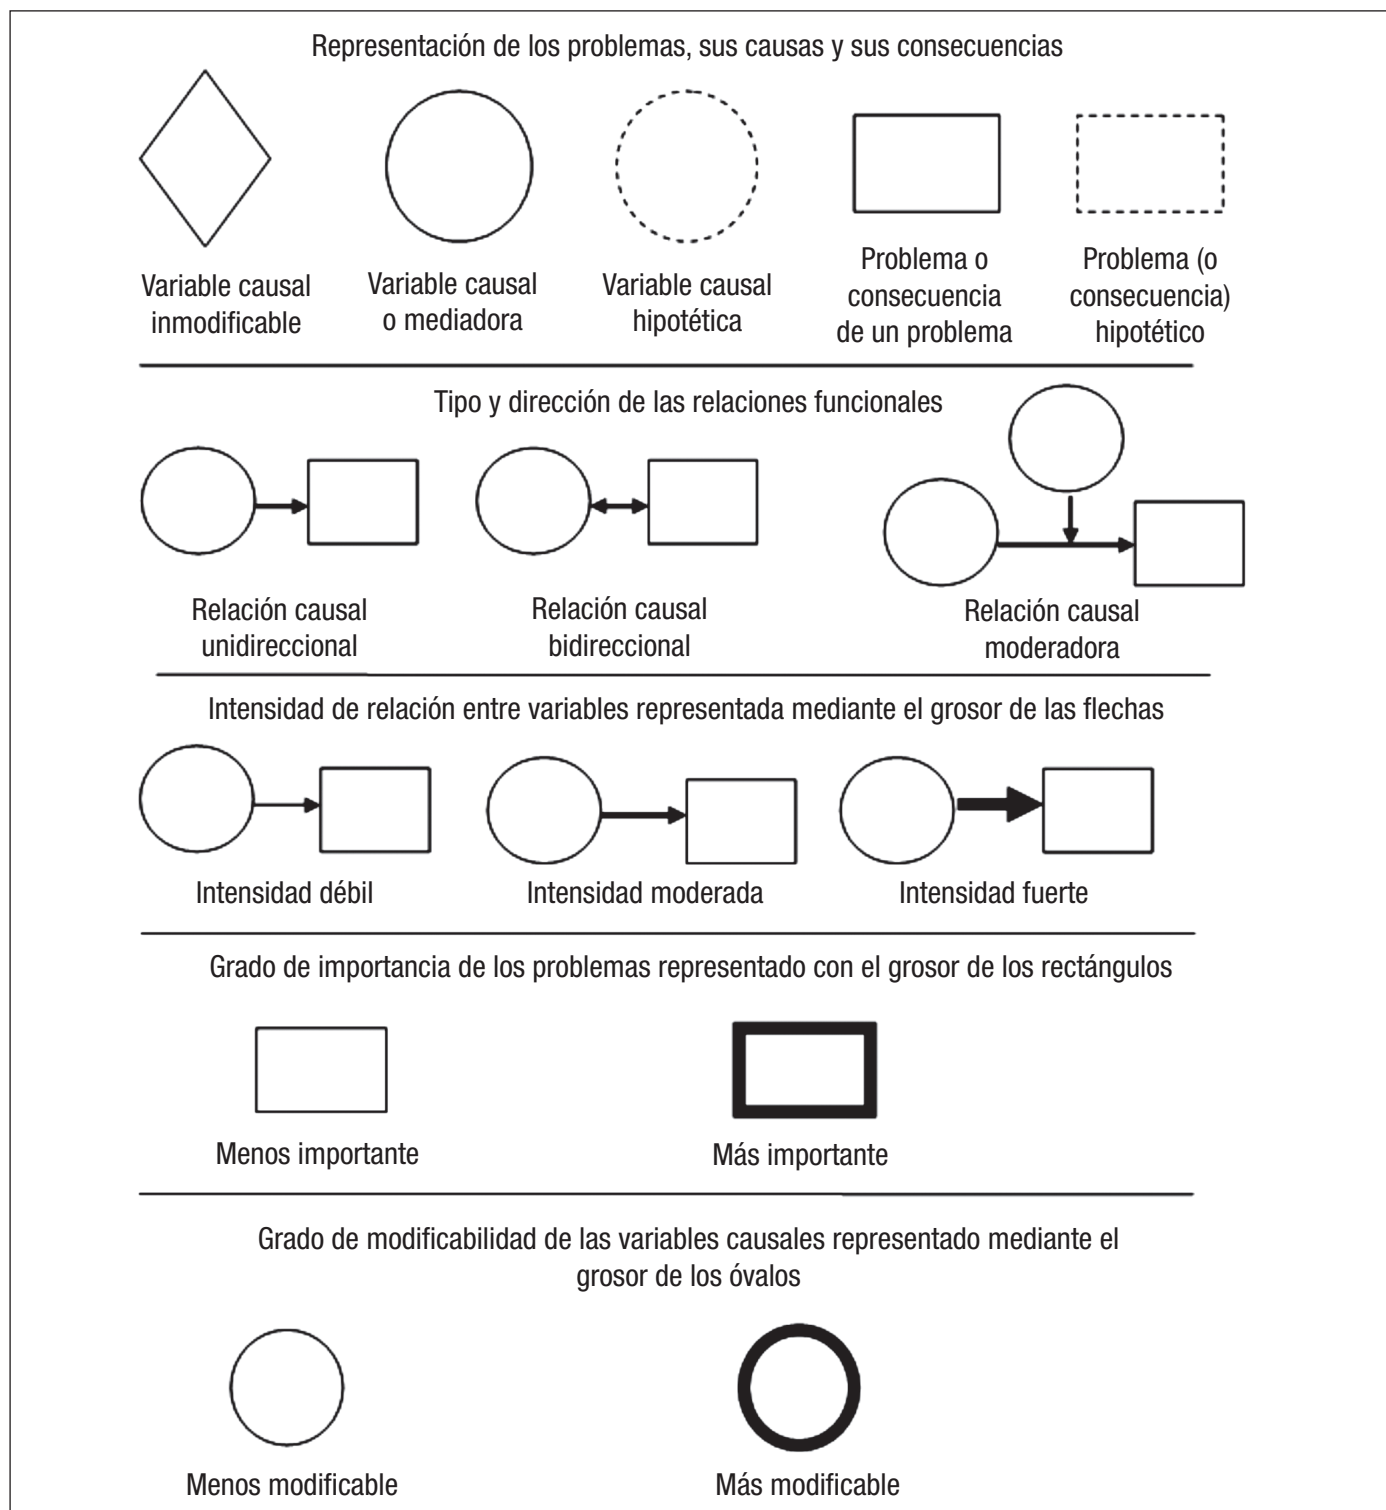 Representación de los problemas, sus causas y sus consecuencias
Variable causal
inmodificable
Variable causal
o mediadora
Variable causal
hipotética
Problema o
consecuencia
de un problema
Problema (o
consecuencia)
hipotético
Tipo y dirección de las relaciones funcionales
Relación causal
unidireccional
Relación causal
bidireccional
Relación causal
moderadora
Intensidad de relación entre variables representada mediante el grosor de las flechas
Intensidad débil
Intensidad moderada
Intensidad fuerte
Grado de importancia de los problemas representado con el grosor de los rectángulos
Menos importante
Más importante
Grado de modificabilidad de las variables causales representado mediante el
grosor de los óvalos
Menos modificable
Más modificable